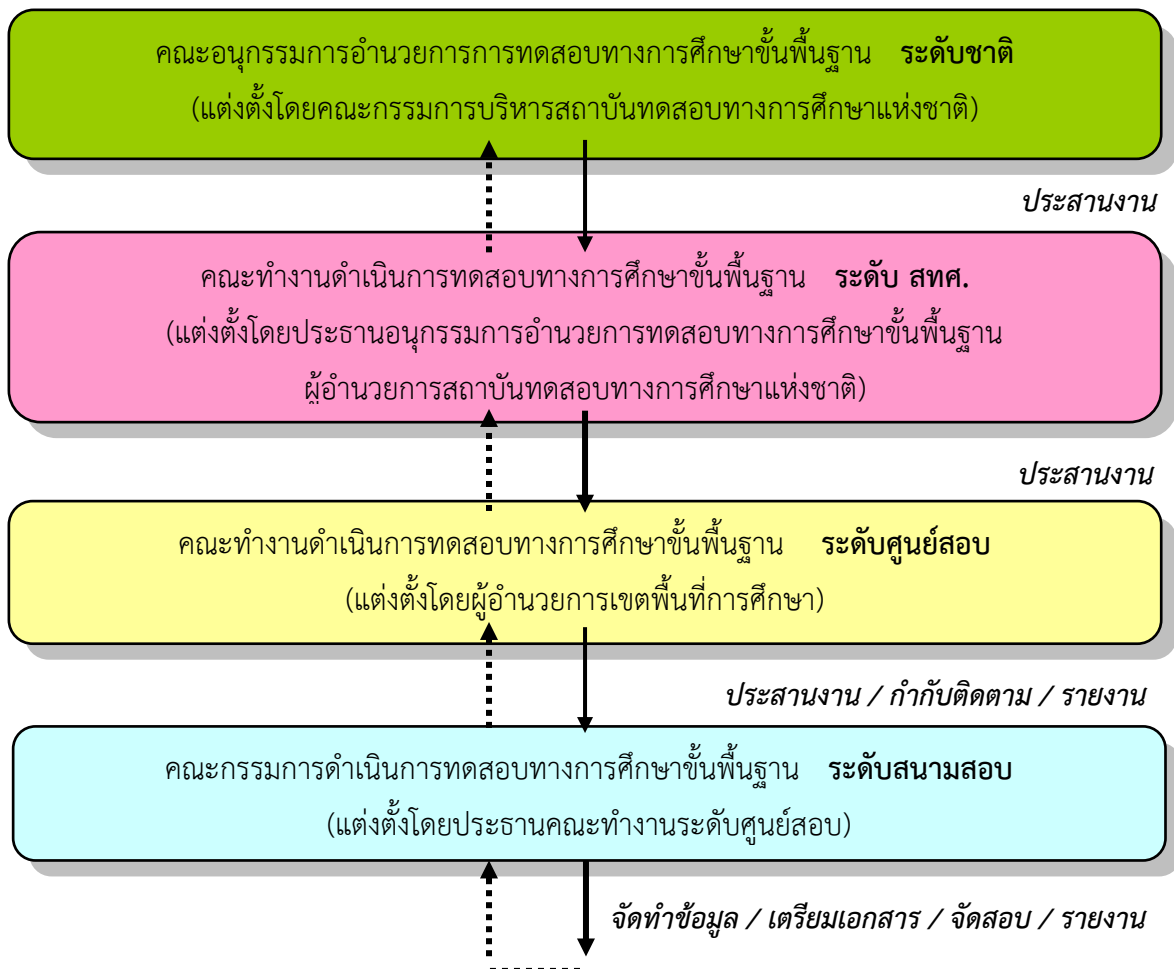 คณะอนุกรรมการอำนวยการการทดสอบทางการศึกษาขั้นพื้นฐาน ระดับชาติ
(แต่งตั้งโดยคณะกรรมการบริหารสถาบันทดสอบทางการศึกษาแห่งชาติ)
ประสานงาน
คณะทำงานดำเนินการทดสอบทางการศึกษาขั้นพื้นฐาน ระดับ สทศ.
(แต่งตั้งโดยประธานอนุกรรมการอำนวยการทดสอบทางการศึกษาขั้นพื้นฐาน
ผู้อำนวยการสถาบันทดสอบทางการศึกษาแห่งชาติ)
ประสานงาน
คณะทำงานดำเนินการทดสอบทางการศึกษาขั้นพื้นฐาน ระดับศูนย์สอบ
(แต่งตั้งโดยผู้อำนวยการเขตพื้นที่การศึกษา)
ประสานงาน / กำกับติดตาม / รายงาน
คณะกรรมการดำเนินการทดสอบทางการศึกษาขั้นพื้นฐาน ระดับสนามสอบ
(แต่งตั้งโดยประธานคณะทำงานระดับศูนย์สอบ)
จัดทำข้อมูล / เตรียมเอกสาร / จัดสอบ / รายงาน